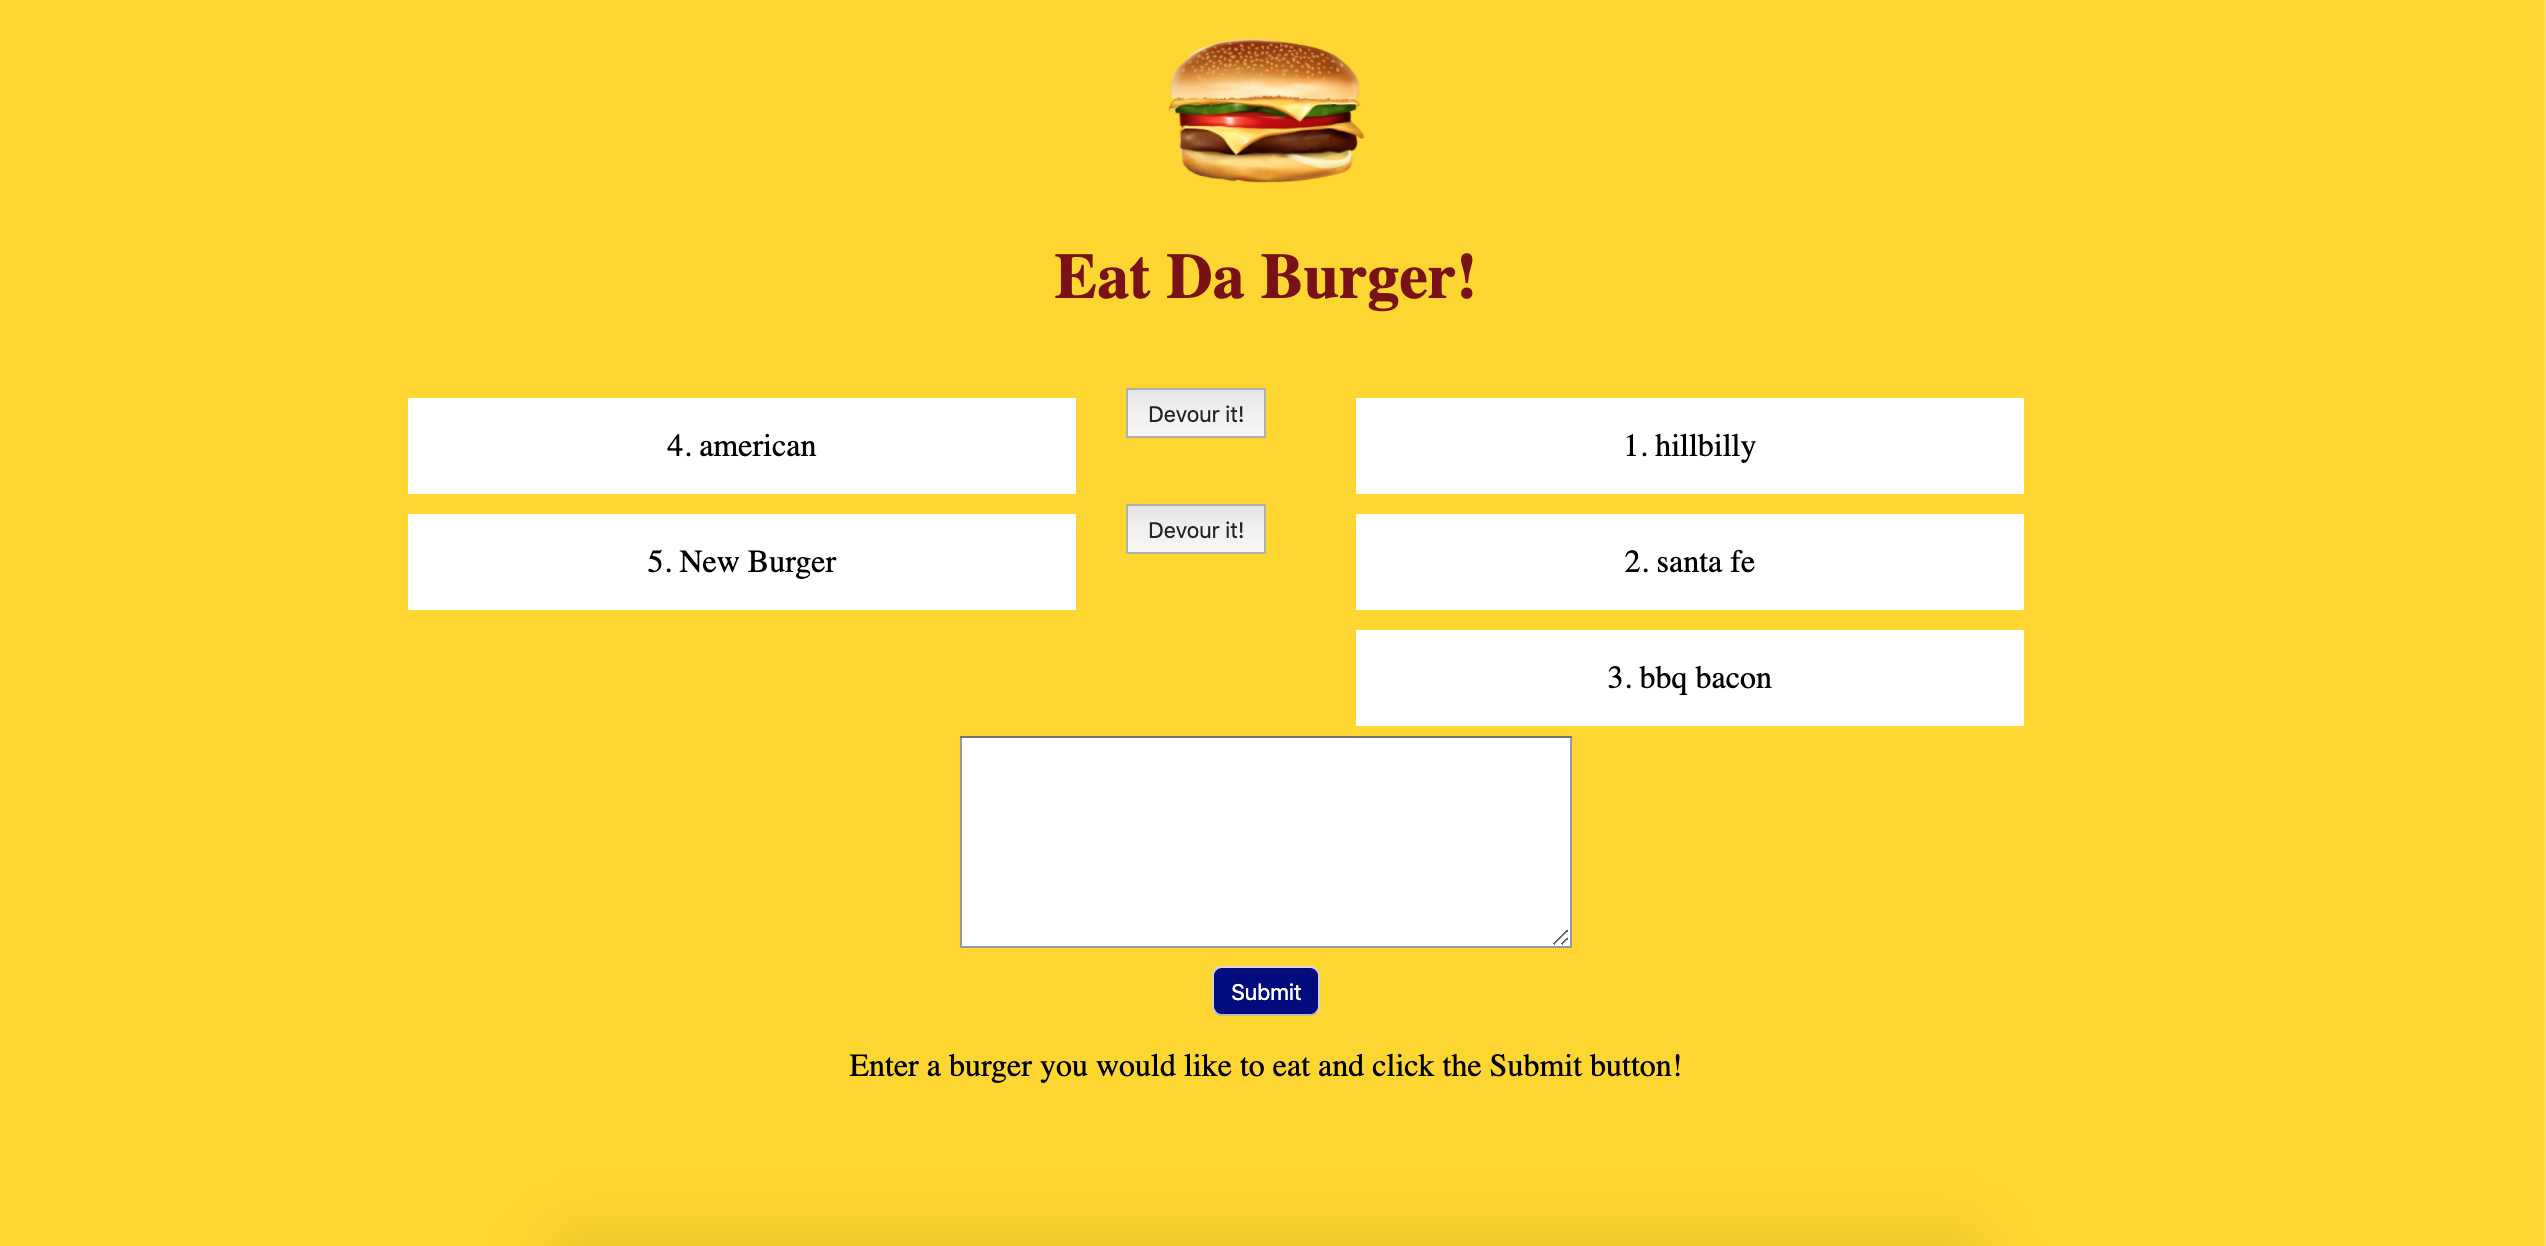 Eat Da Burger!
4. american
Devour it!
1. hillbilly
5. New Burger
Devour it!
2. santa fe
3. bbq bacon
Submit
Enter a burger you would like to eat and click the Submit button!